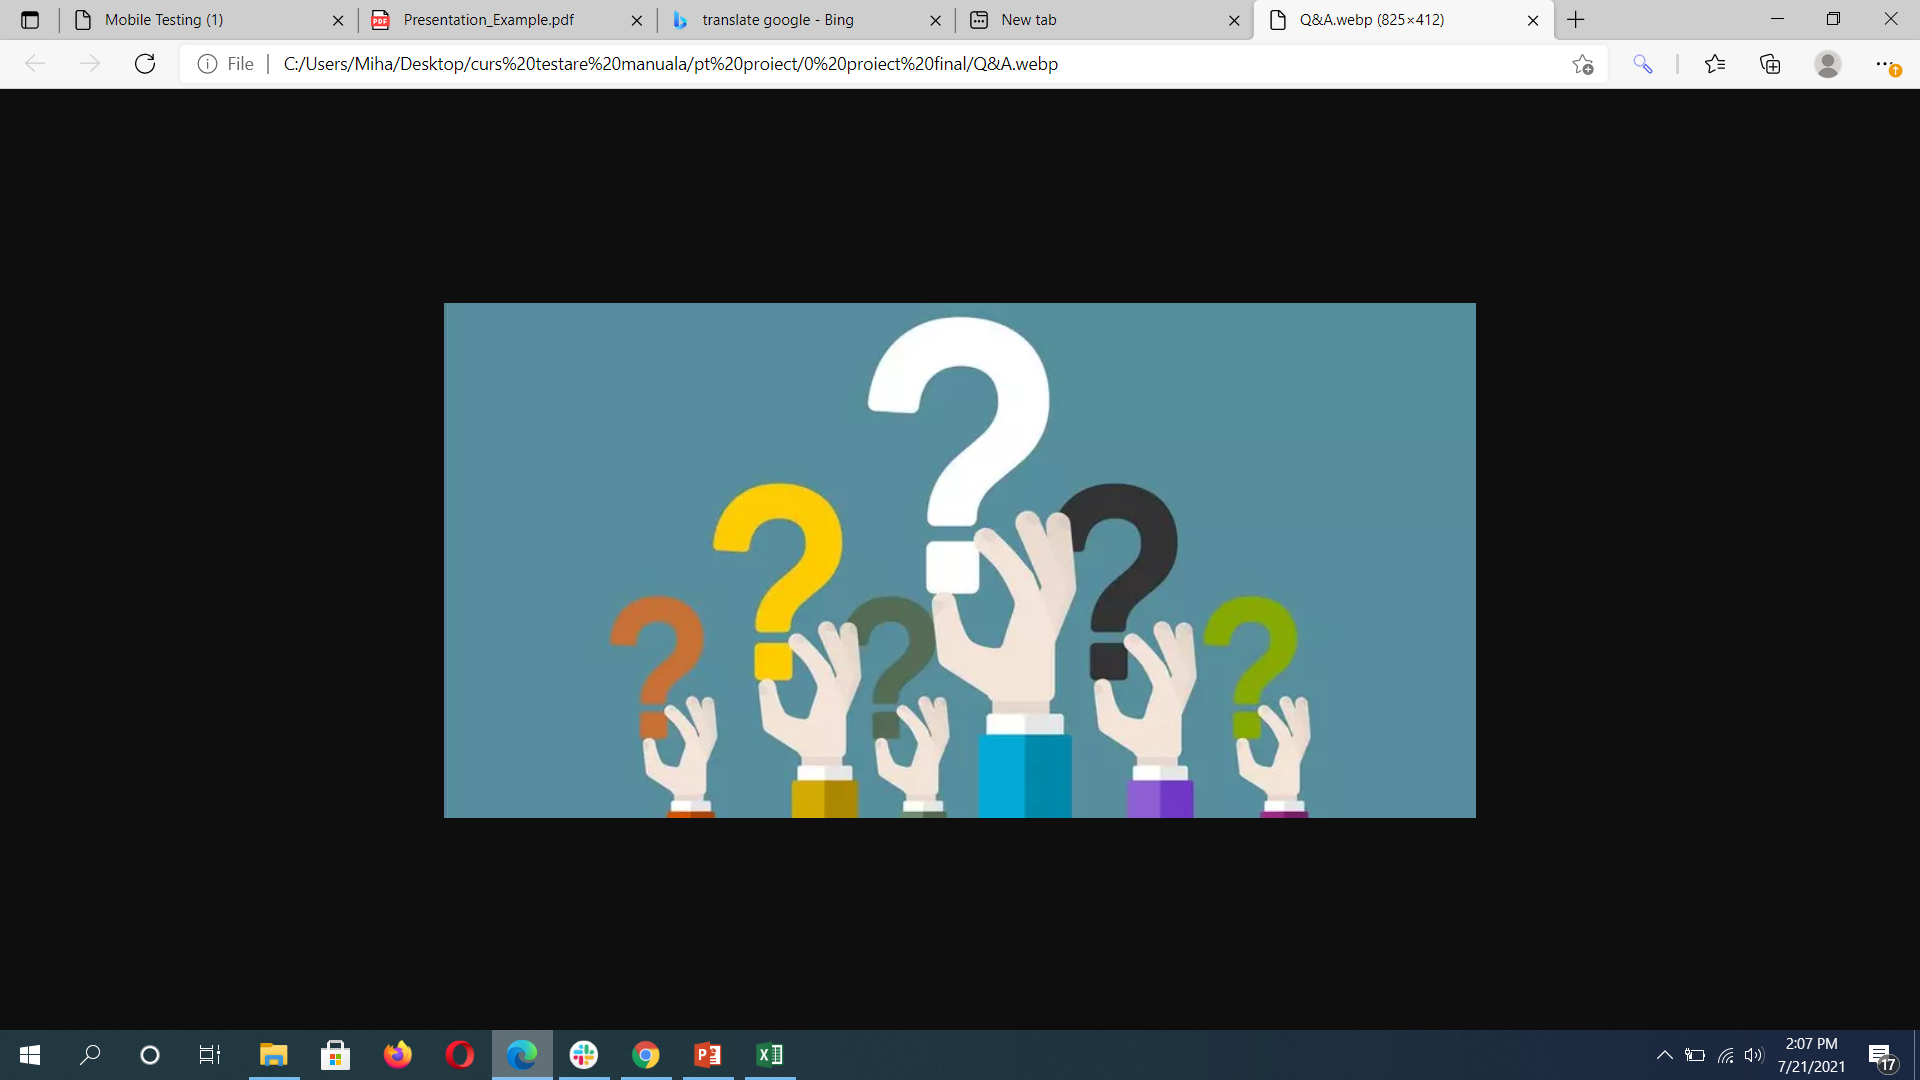 Mobile Testing (1)
Presentation_Example.pdf
translate google - Bing
New tab
Q&A.webp (825×412)
File
C:/Users/Miha/Desktop/curs%20testare%20manuala/pt%20proiect/0%20proiect%20final/Q&A.webp
? ? ? ? ? ?
2:07 PM
7/21/2021
17